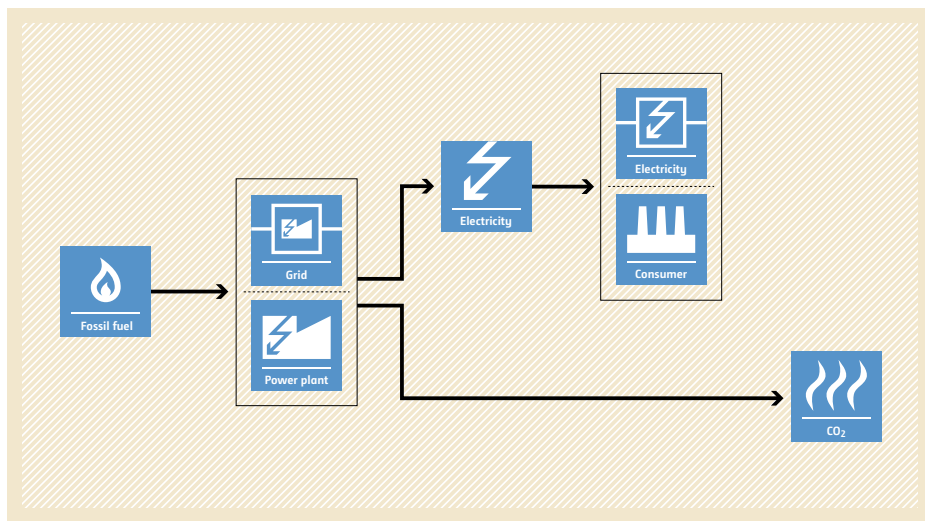 Fossil fuel
Grid
Power plant
Electricity
Electricity
Consumer
CO₂